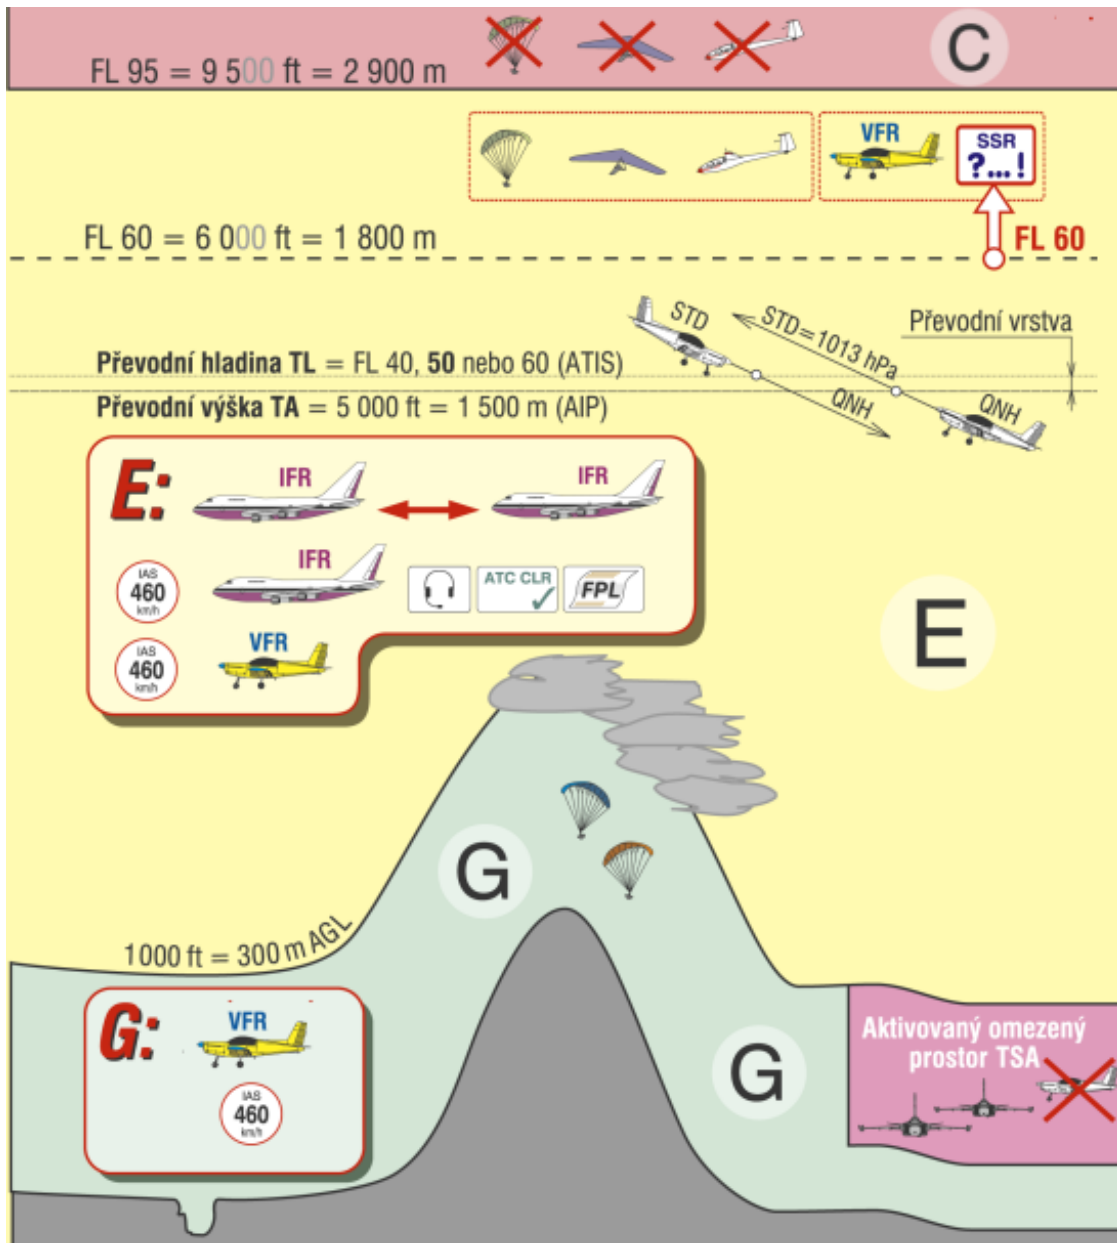 C
FL 95 = 9 500 ft = 2 900 m
VFR
SSR
?...!
FL 60 = 6 000 ft = 1 800 m
FL 60
STD
STD=1013 hPa
Převodní vrstva
Převodní hladina TL = FL 40, 50 nebo 60 (ATIS)
QNH
QNH
Převodní výška TA = 5 000 ft = 1 500 m (AIP)
E:
IFR
IFR
IFR
IAS
460
km/h
ATC CLR
FPL
VFR
IAS
460
km/h
E
G
1000 ft = 300 m AGL
G:
VFR
IAS
460
km/h
G
Aktivovaný omezený
prostor TSA